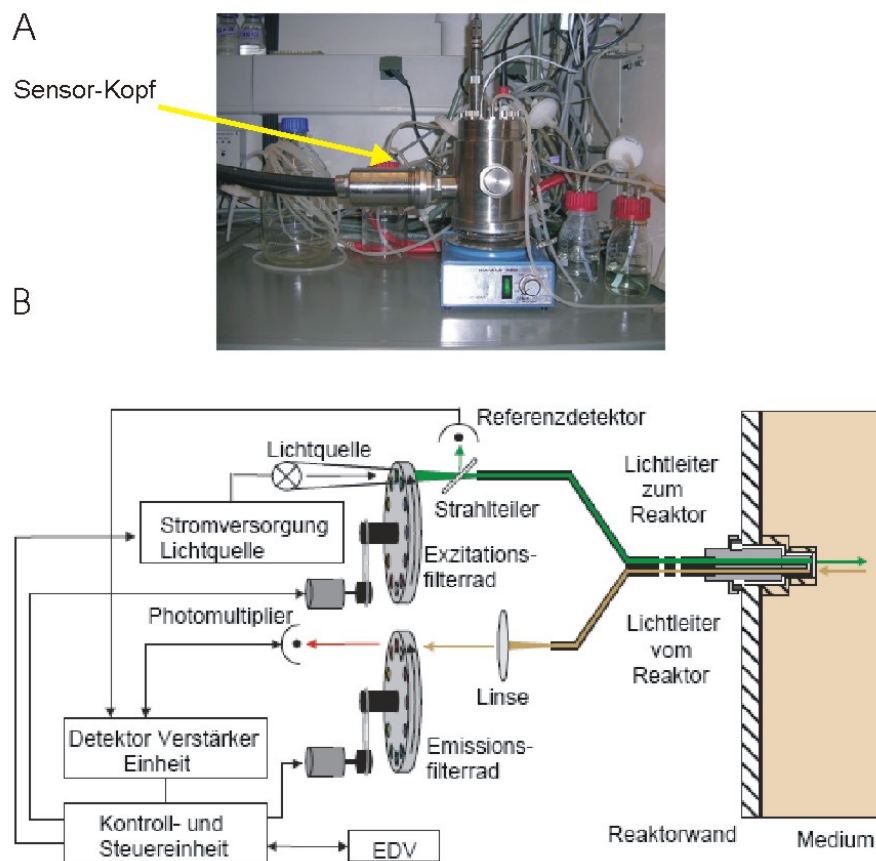 A
Sensor-Kopf
B
Referenzdetektor
Lichtquelle
Lichtleiter
zum
Reaktor
Strahlteiler
Stromversorgung
Lichtquelle
Exzitations-
filterrad
Photomultiplier
Lichtleiter
vom
Reaktor
Linse
Detektor Verstärker
Einheit
Emissions-
filterrad
Kontroll- und
Steuereinheit
EDV
Reaktorwand
Medium